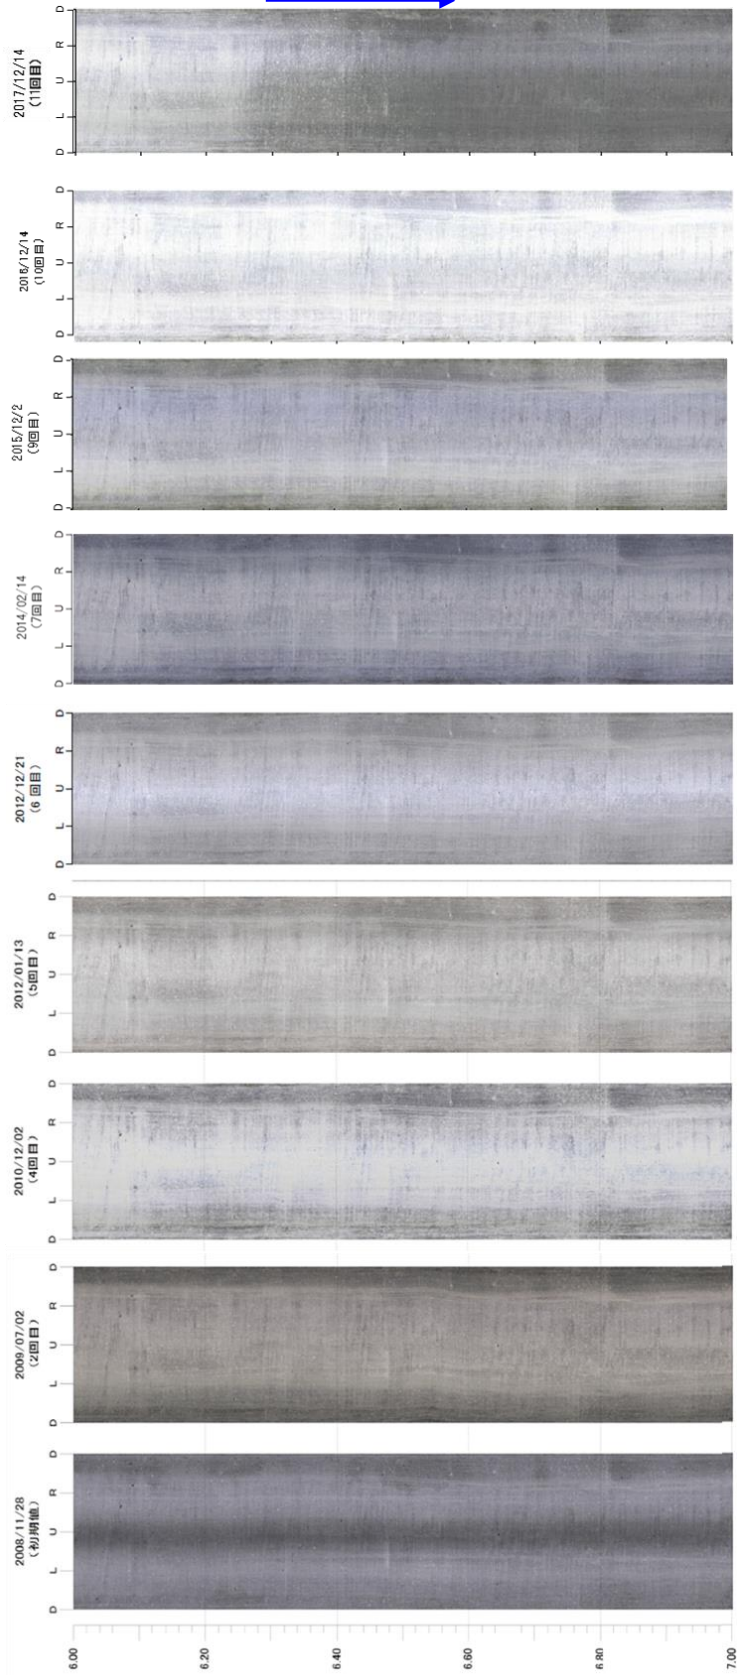 2017/12/14
(11回目)
D
R
U
L
D
2016/12/14
(10回目)
D
R
U
L
D
2015/12/2
(9回目)
D
R
U
L
D
2014/02/14
(7回目)
D
R
U
L
D
2012/12/21
(6 回目)
D
R
U
L
D
2012/01/13
(5回目)
D
R
U
L
D
2010/12/02
(4回目)
D
R
U
L
D
2009/07/02
(2回目)
D
R
U
L
D
2008/11/28
(初期値)
D
R
U
L
D
6.00
6.20
6.40
6.60
6.80
7.00